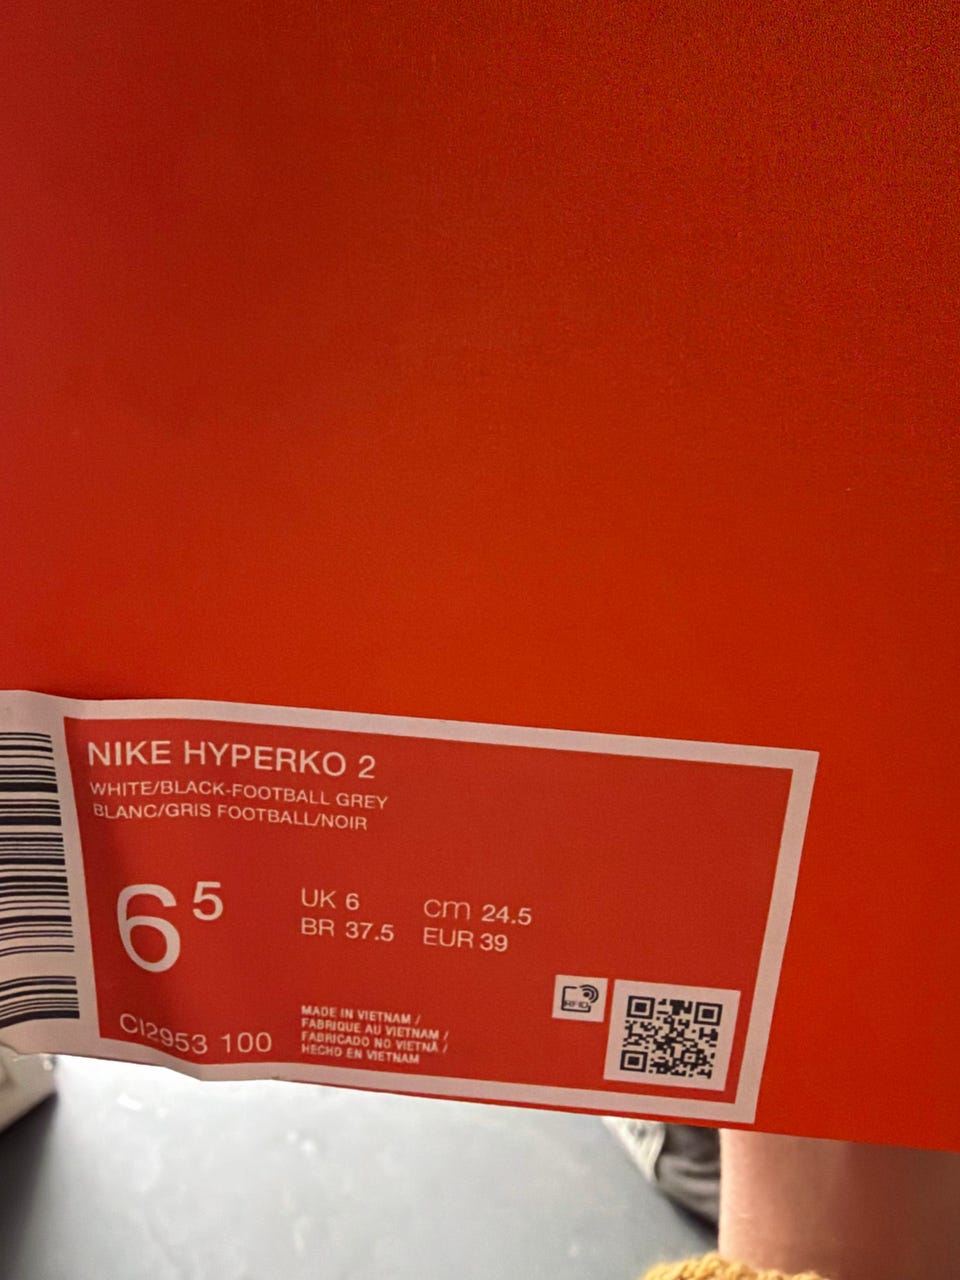 NIKE HYPERKO 2
WHITE/BLACK-FOOTBALL GREY
BLANC/GRIS FOOTBALL/NOIR
6⁵
UK 6 cm 24.5
BR 37.5 EUR 39
CI2953 100
MADE IN VIETNAM /
FABRIQUE AU VIETNAM /
FABRICADO NO VIETNÃ /
HECHO EN VIETNAM
RFID